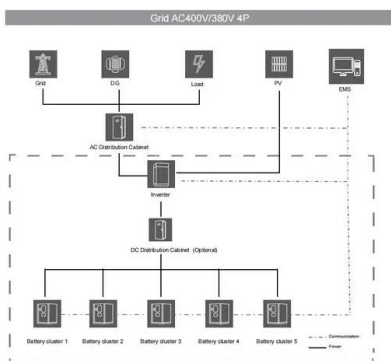 Grid AC400V/380V 4P
Grid
DG
Load
PV
EMS
AC Distribution Cabinet
Inverter
DC Distribution Cabinet (Optional)
Battery cluster 1
Battery cluster 2
Battery cluster 3
Battery cluster 4
Battery cluster 5
Communication
Power